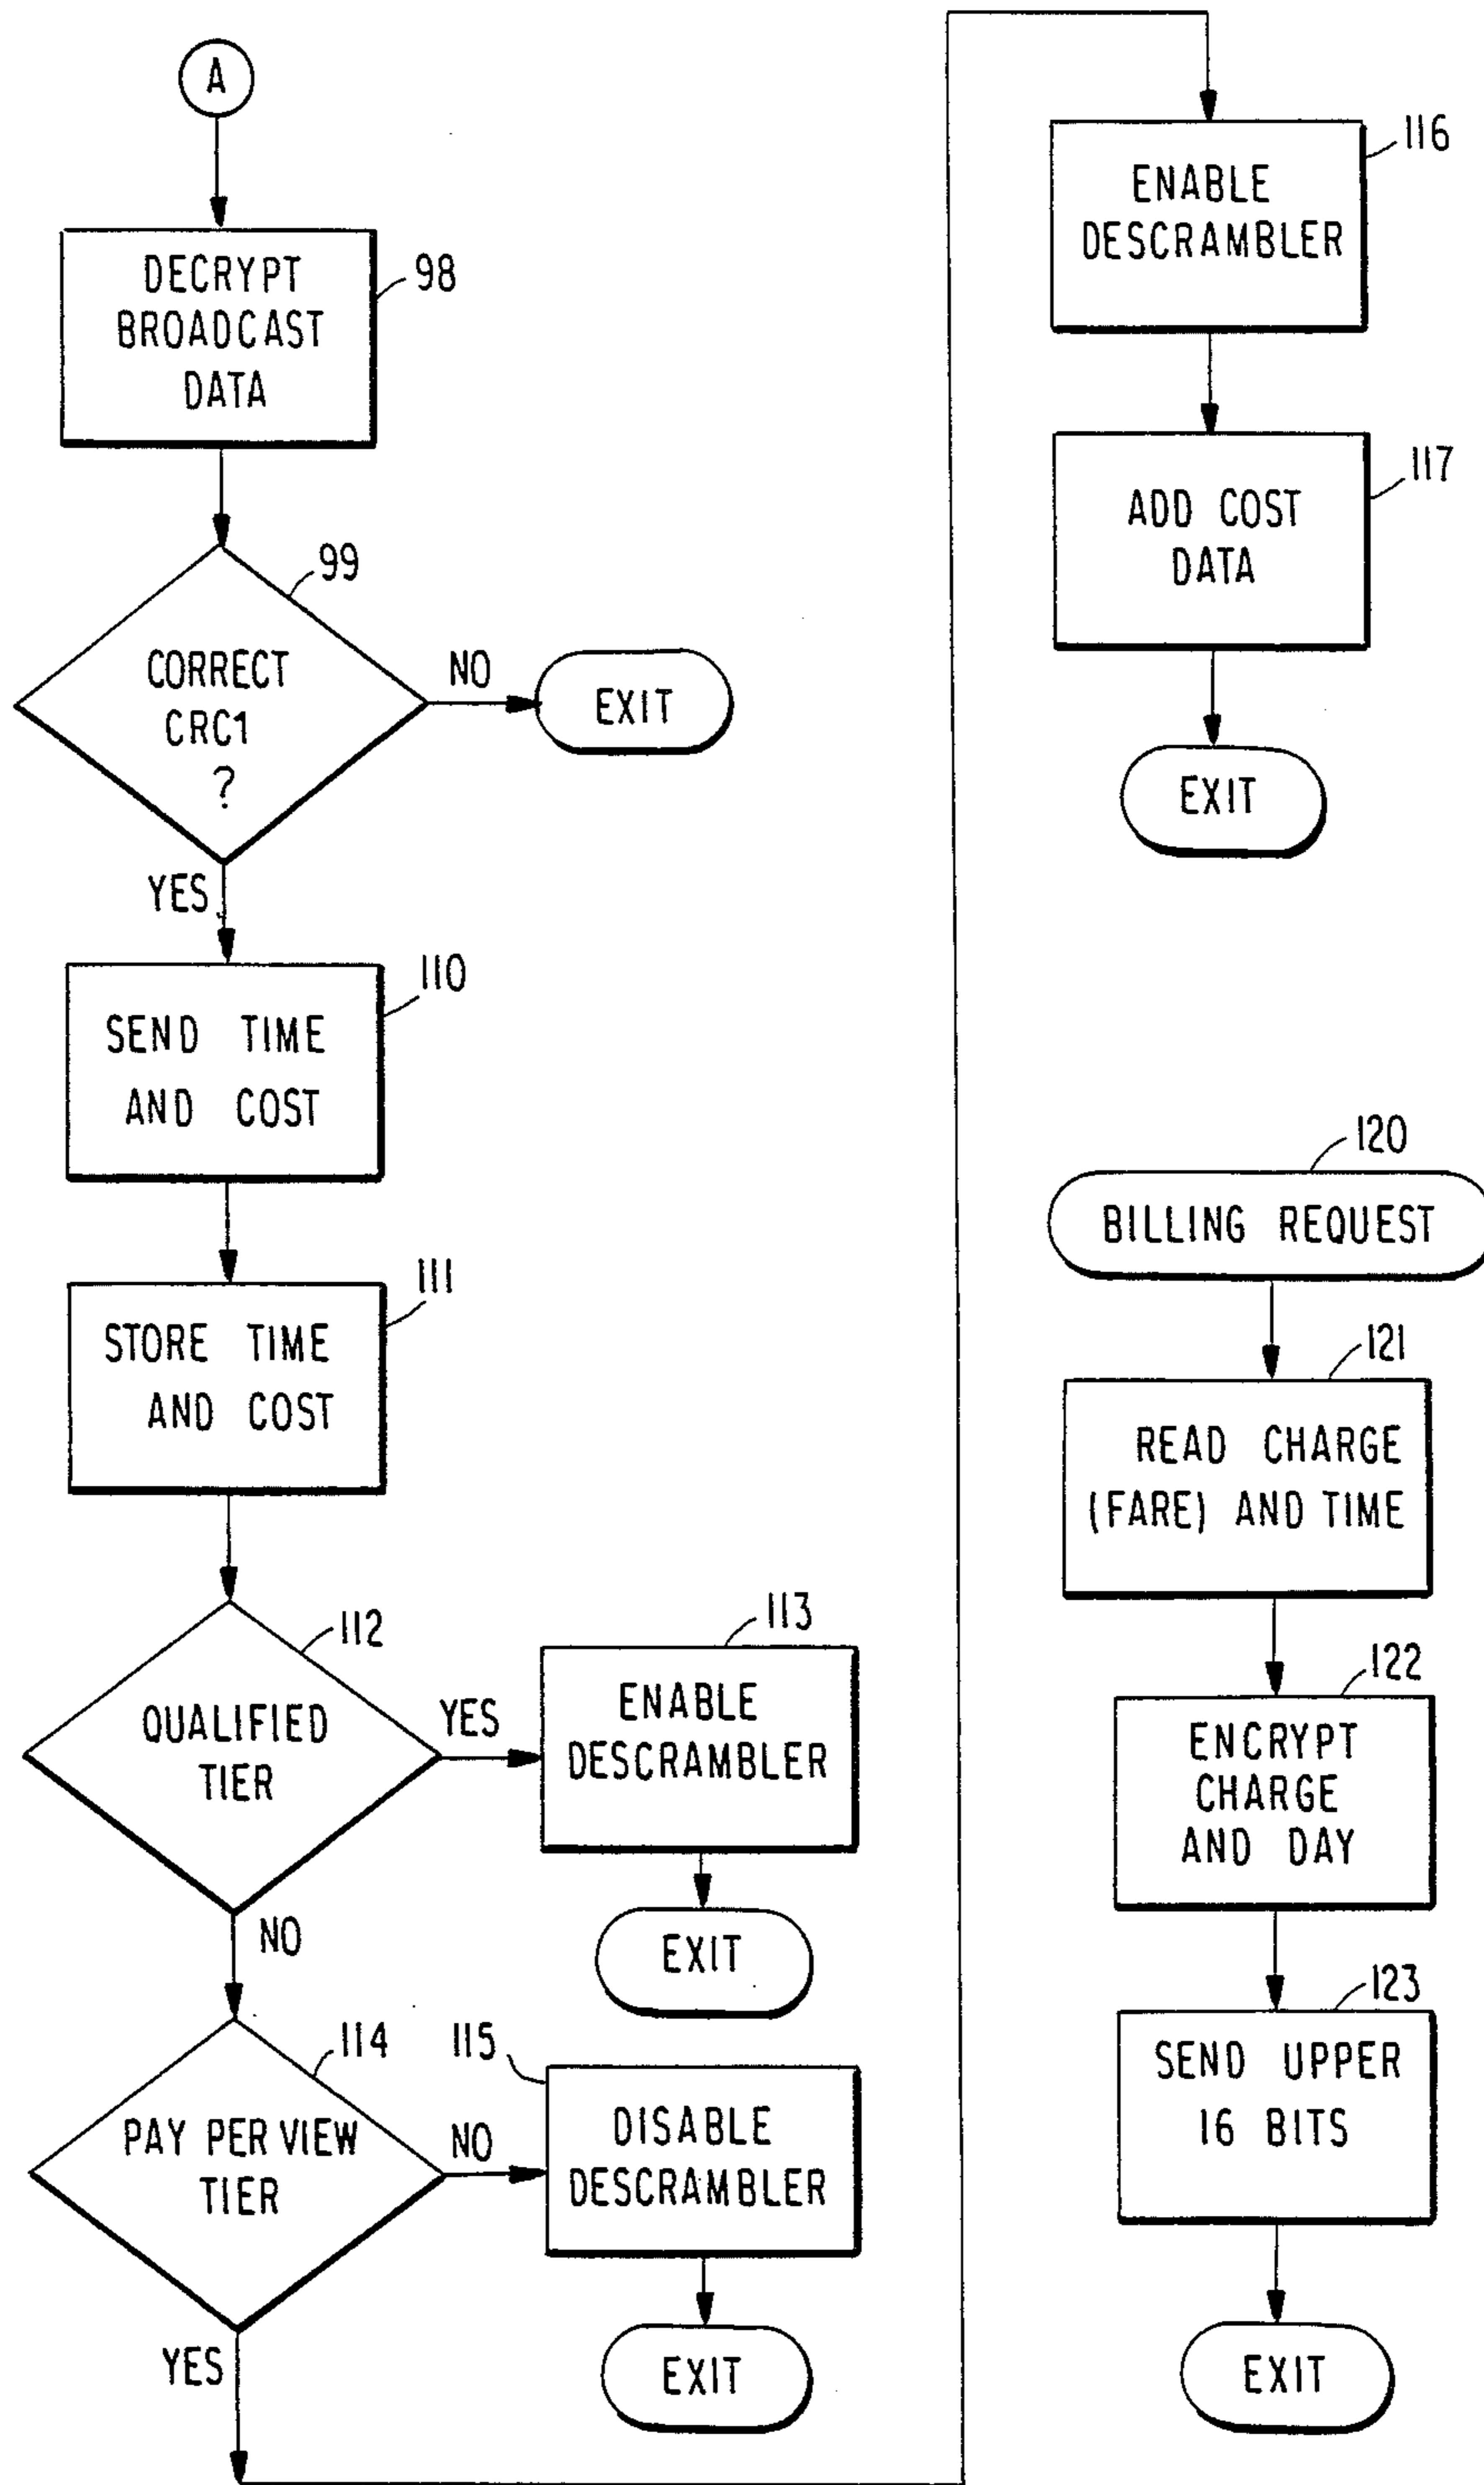 A
DECRYPT
BROADCAST
DATA
98
CORRECT
CRC1
?
99
NO
EXIT
YES
SEND TIME
AND COST
110
STORE TIME
AND COST
111
QUALIFIED
TIER
112
YES
ENABLE
DESCRAMBLER
113
EXIT
NO
PAY PER VIEW
TIER
114
NO
115
DISABLE
DESCRAMBLER
EXIT
YES
ENABLE
DESCRAMBLER
116
ADD COST
DATA
117
EXIT
120
BILLING REQUEST
121
READ CHARGE
(FARE) AND TIME
122
ENCRYPT
CHARGE
AND DAY
123
SEND UPPER
16 BITS
EXIT